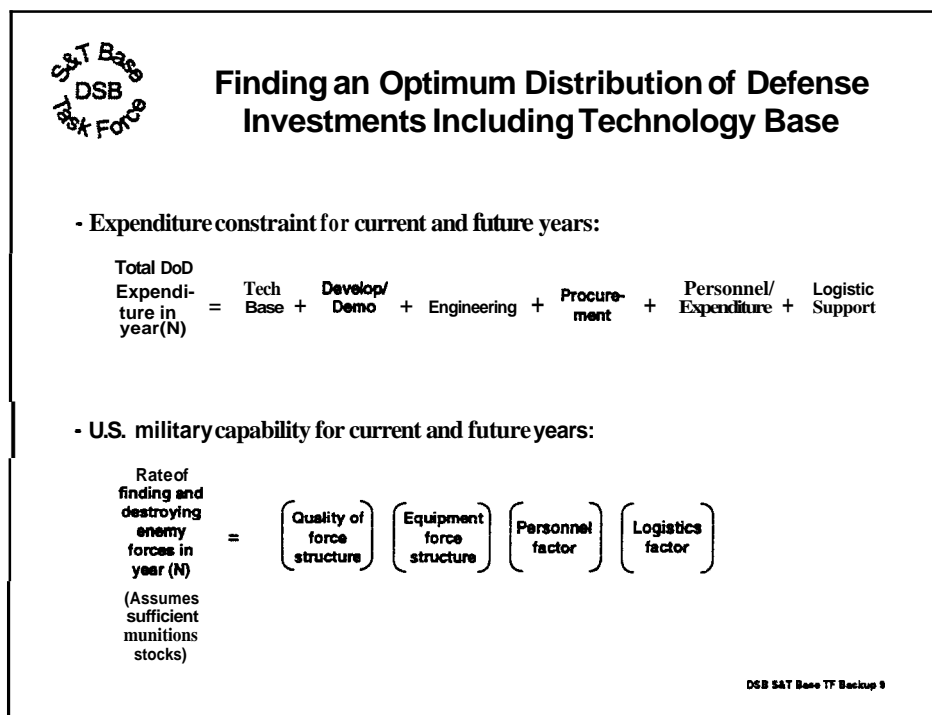 S&T Base
DSB
Task Force
Finding an Optimum Distribution of Defense
Investments Including Technology Base
- Expenditure constraint for current and future years:
Total DoD
Expendi-
ture in
year(N)
=
Tech
Base
+
Develop/
Demo
+
Engineering
+
Procure-
ment
+
Personnel/
Expenditure
+
Logistic
Support
- U.S. military capability for current and future years:
Rate of
finding and
destroying
enemy
forces in
year (N)
(Assumes
sufficient
munitions
stocks)
=
Quality of
force
structure
Equipment
force
structure
Personnel
factor
Logistics
factor
DSB S&T Base TF Backup 9